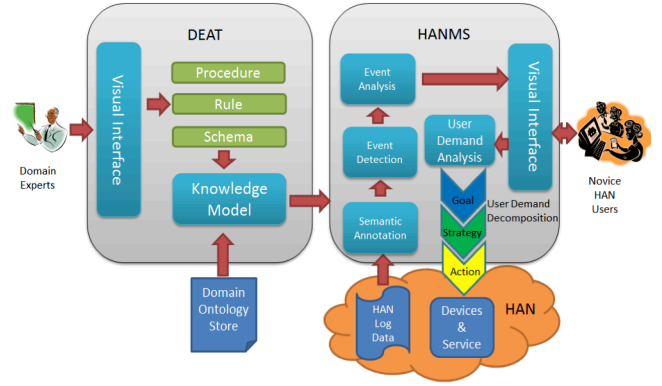 DEAT
HANMS
Visual Interface
Procedure
Rule
Schema
Knowledge
Model
Domain
Experts
Domain
Ontology
Store
Event
Analysis
Event
Detection
Semantic
Annotation
User
Demand
Analysis
Visual Interface
Goal
Strategy
Action
User Demand
Decomposition
Novice
HAN
Users
HAN
Log
Data
Devices
&
Service
HAN